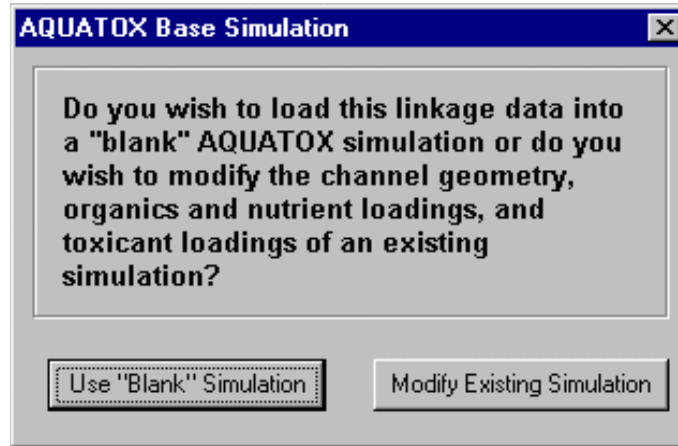 AQUATOX Base Simulation
Do you wish to load this linkage data into
a "blank" AQUATOX simulation or do you
wish to modify the channel geometry,
organics and nutrient loadings, and
toxicant loadings of an existing
simulation?
Use "Blank" Simulation
Modify Existing Simulation